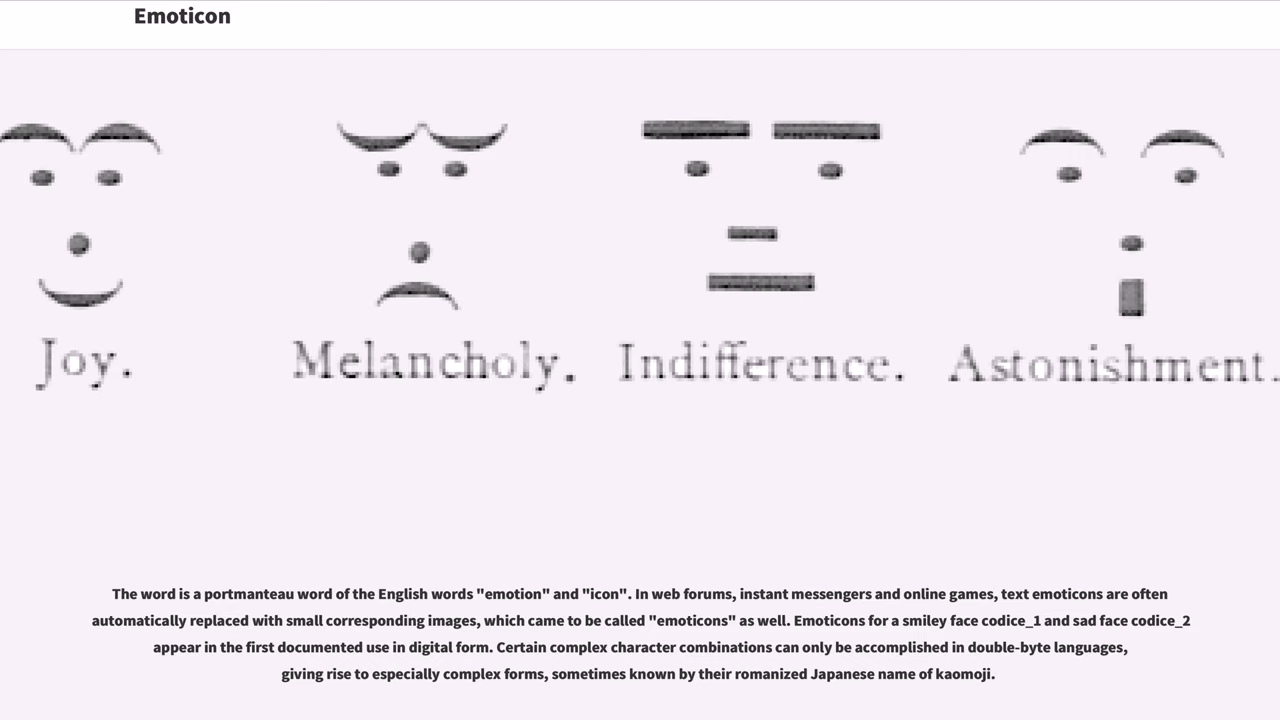 Emoticon
Joy. Melancholy. Indifference. Astonishment.
The word is a portmanteau word of the English words "emotion" and "icon". In web forums, instant messengers and online games, text emoticons are often
automatically replaced with small corresponding images, which came to be called "emoticons" as well. Emoticons for a smiley face codice_1 and sad face codice_2
appear in the first documented use in digital form. Certain complex character combinations can only be accomplished in double-byte languages,
giving rise to especially complex forms, sometimes known by their romanized Japanese name of kaomoji.